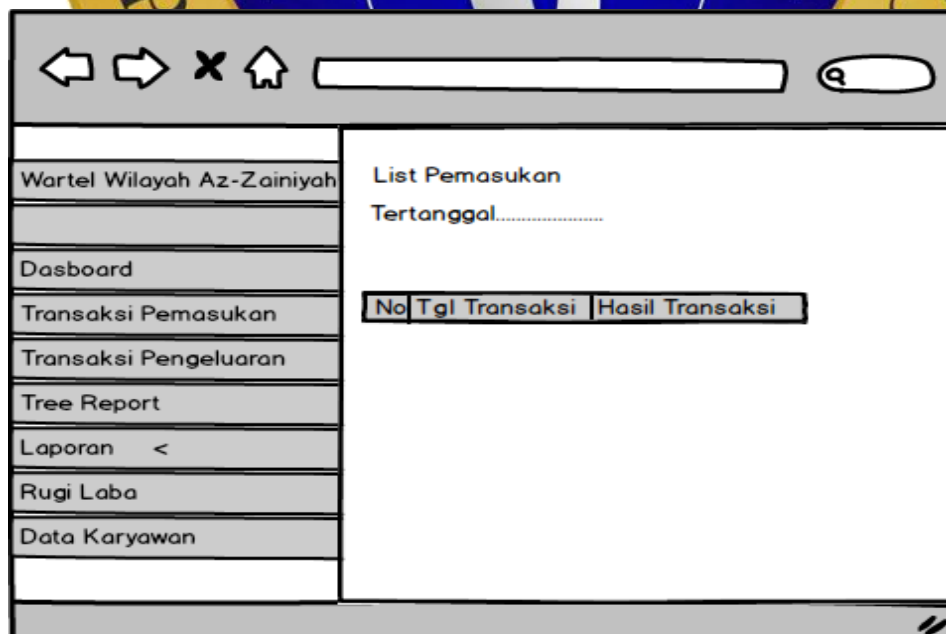 Wartel Wilayah Az-Zainiyah
Dasboard
Transaksi Pemasukan
Transaksi Pengeluaran
Tree Report
Laporan <
Rugi Laba
Data Karyawan
List Pemasukan
Tertanggal......................
No Tgl Transaksi Hasil Transaksi